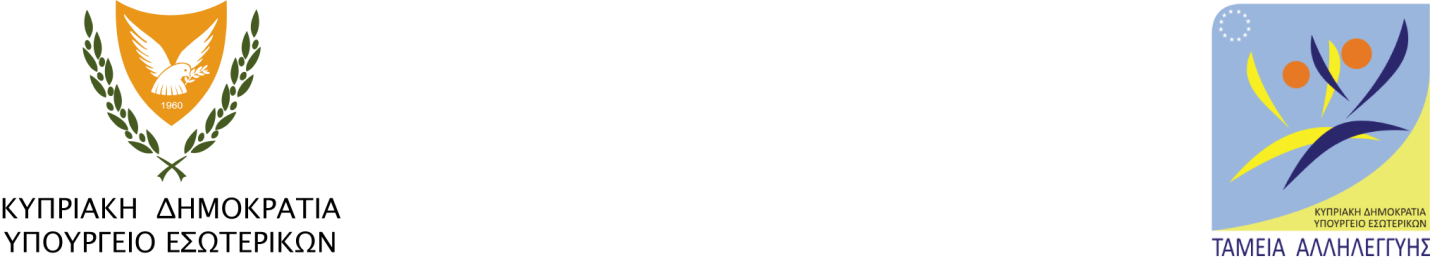 1960
ΚΥΠΡΙΑΚΗ ΔΗΜΟΚΡΑΤΙΑ
ΥΠΟΥΡΓΕΙΟ ΕΣΩΤΕΡΙΚΩΝ
ΚΥΠΡΙΑΚΗ ΔΗΜΟΚΡΑΤΙΑ
ΥΠΟΥΡΓΕΙΟ ΕΣΩΤΕΡΙΚΩΝ
ΤΑΜΕΙΑ ΑΛΛΗΛΕΓΓΥΗΣ